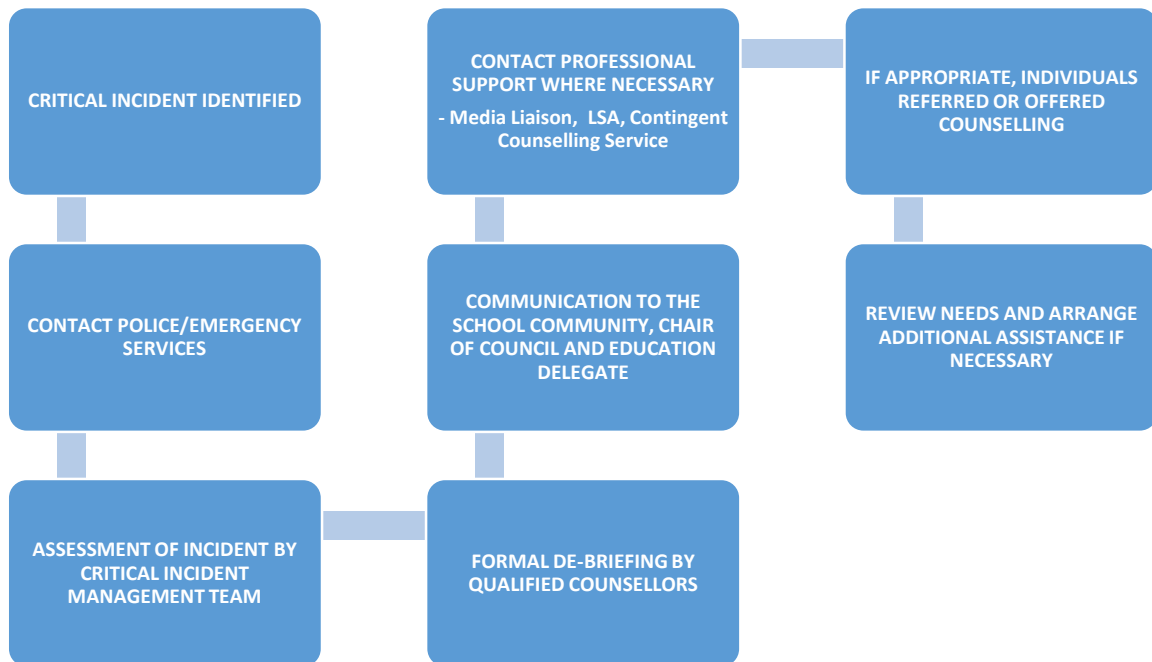 CRITICAL INCIDENT IDENTIFIED
CONTACT POLICE/EMERGENCY
SERVICES
ASSESSMENT OF INCIDENT BY
CRITICAL INCIDENT
MANAGEMENT TEAM
FORMAL DE-BRIEFING BY
QUALIFIED COUNSELLORS
COMMUNICATION TO THE
SCHOOL COMMUNITY, CHAIR
OF COUNCIL AND EDUCATION
DELEGATE
CONTACT PROFESSIONAL
SUPPORT WHERE NECESSARY
- Media Liaison, LSA, Contingent
Counselling Service
IF APPROPRIATE, INDIVIDUALS
REFERRED OR OFFERED
COUNSELLING
REVIEW NEEDS AND ARRANGE
ADDITIONAL ASSISTANCE IF
NECESSARY